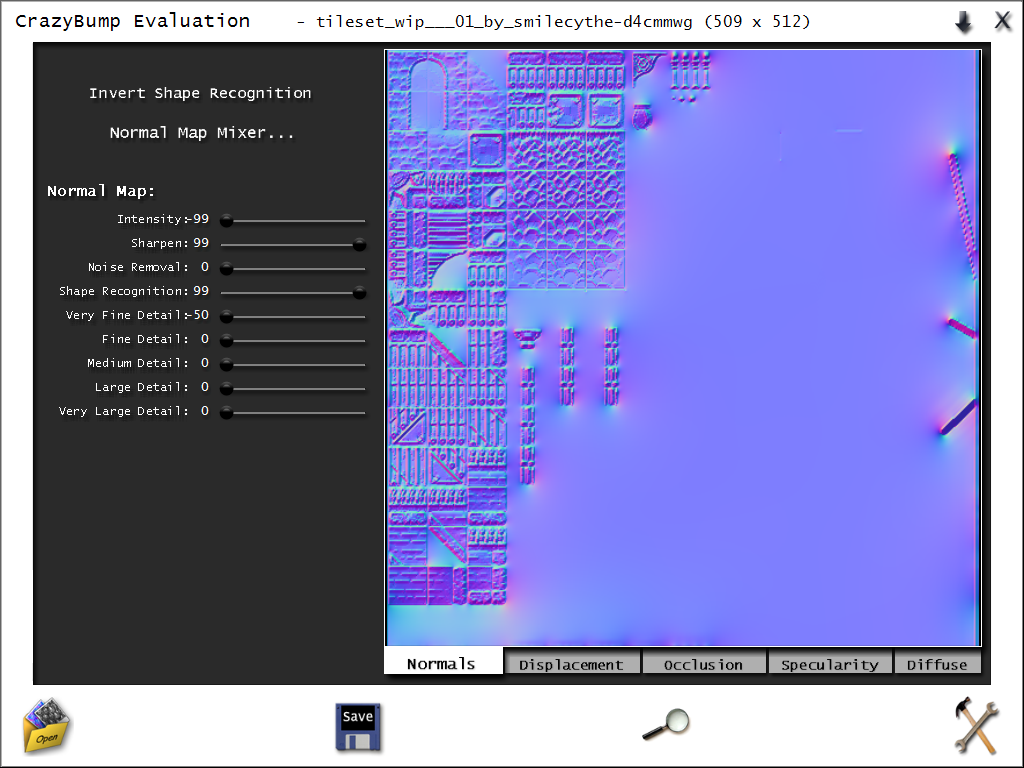 CrazyBump Evaluation - tileset_wip___01_by_smilecythe-d4cmmwg (509 x 512) X
Invert Shape Recognition
Normal Map Mixer...
Normal Map:
Intensity:-99
Sharpen: 99
Noise Removal: 0
Shape Recognition: 99
Very Fine Detail:-50
Fine Detail: 0
Medium Detail: 0
Large Detail: 0
Very Large Detail: 0
Normals Displacement Occlusion Specularity Diffuse
Open Save